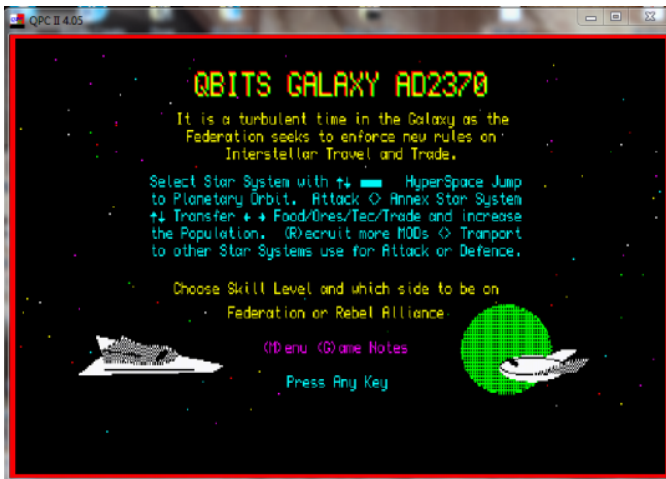 QPC II 4.05
QBITS GALAXY AD2370
It is a turbulent time in the Galaxy as the
Federation seeks to enforce new rules on
Interstellar Travel and Trade.
Select Star System with ↑↓ ▬ HyperSpace Jump
to Planetary Orbit. Attack <> Annex Star System
↑↓ Transfer ← → Food/Ores/Tec/Trade and increase
the Population. (R)ecruit more MODs <> Tranport
to other Star Systems use for Attack or Defence.
Choose Skill Level and which side to be on
Federation or Rebel Alliance
(M)enu (G)ame Notes
Press Any Key